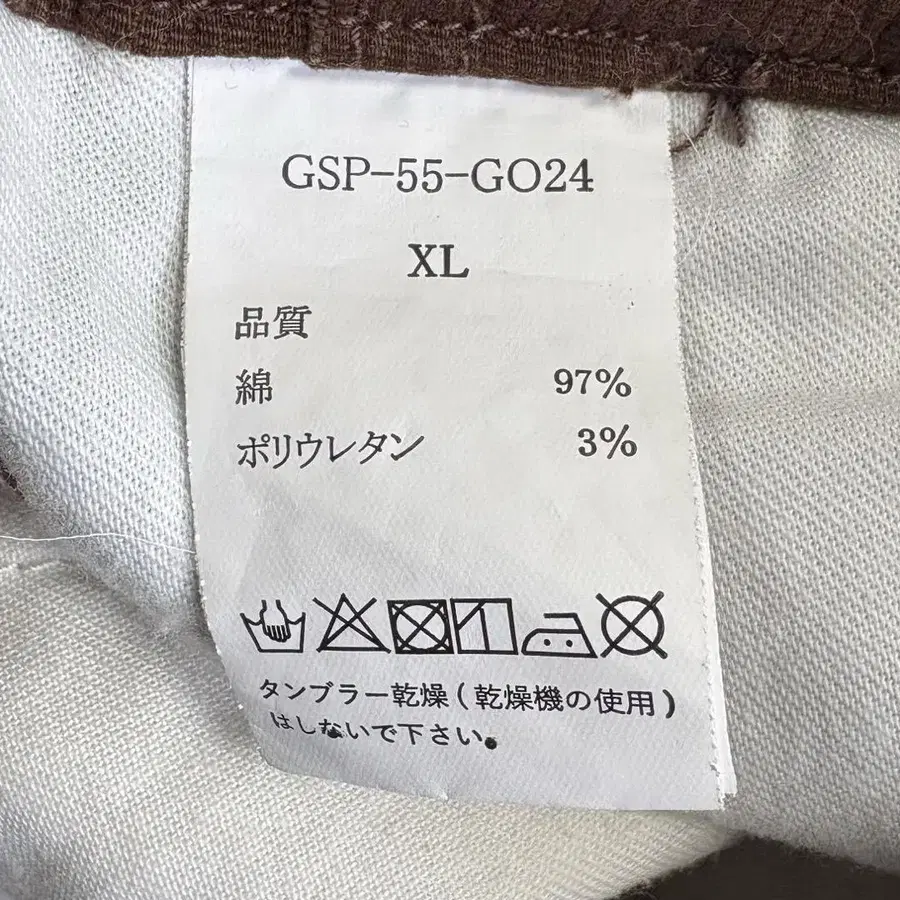 GSP-55-GO24
XL
品質
綿 97%
ポリウレタン 3%
タンブラー乾燥(乾燥機の使用)
はしないで下さい。